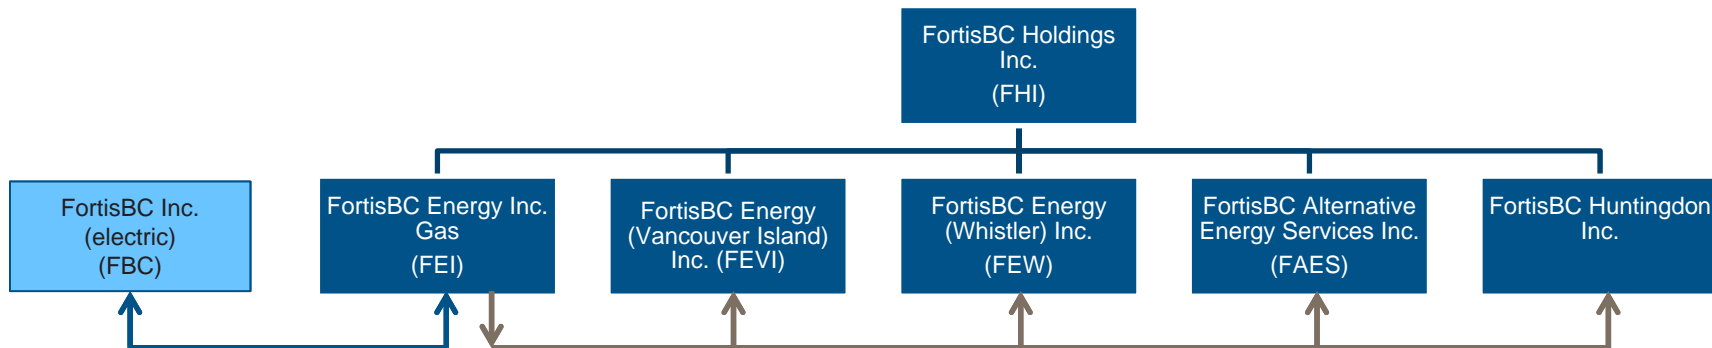 FortisBC Holdings
Inc.
(FHI)
FortisBC Inc.
(electric)
(FBC)
FortisBC Energy Inc.
Gas
(FEI)
FortisBC Energy
(Vancouver Island)
Inc. (FEVI)
FortisBC Energy
(Whistler) Inc.
(FEW)
FortisBC Alternative
Energy Services Inc.
(FAES)
FortisBC Huntingdon
Inc.